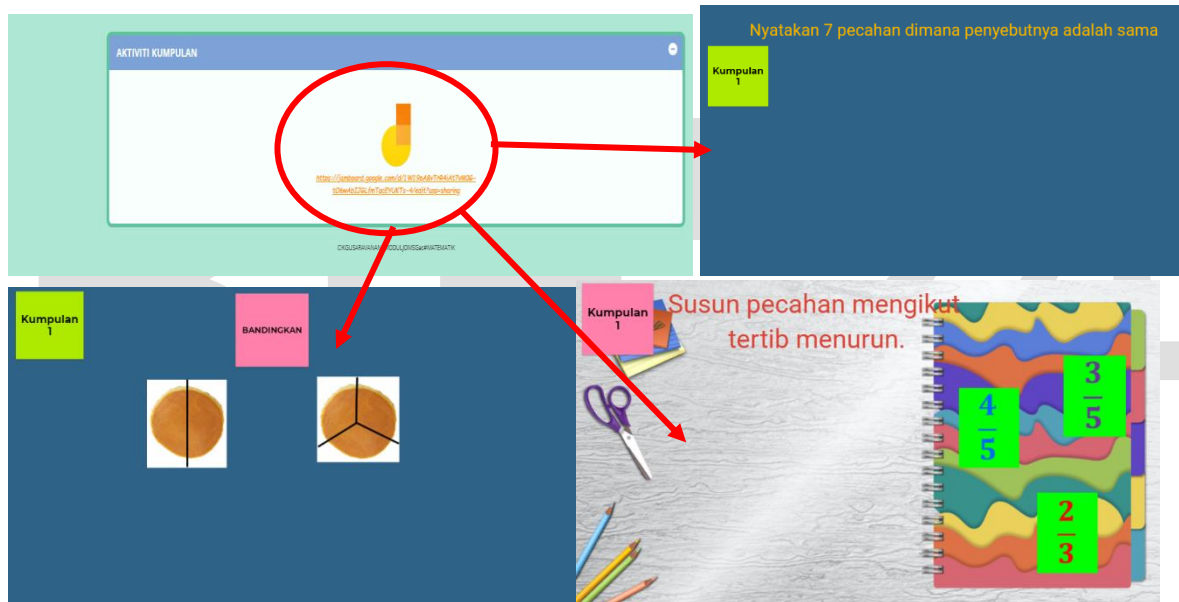 AKTIVITI KUMPULAN
Nyatakan 7 pecahan dimana penyebutnya adalah sama
Kumpulan
1
Kumpulan
1
BANDINGKAN
Kumpulan
1
Susun pecahan mengikut
tertib menurun.
4
5
3
5
2
3